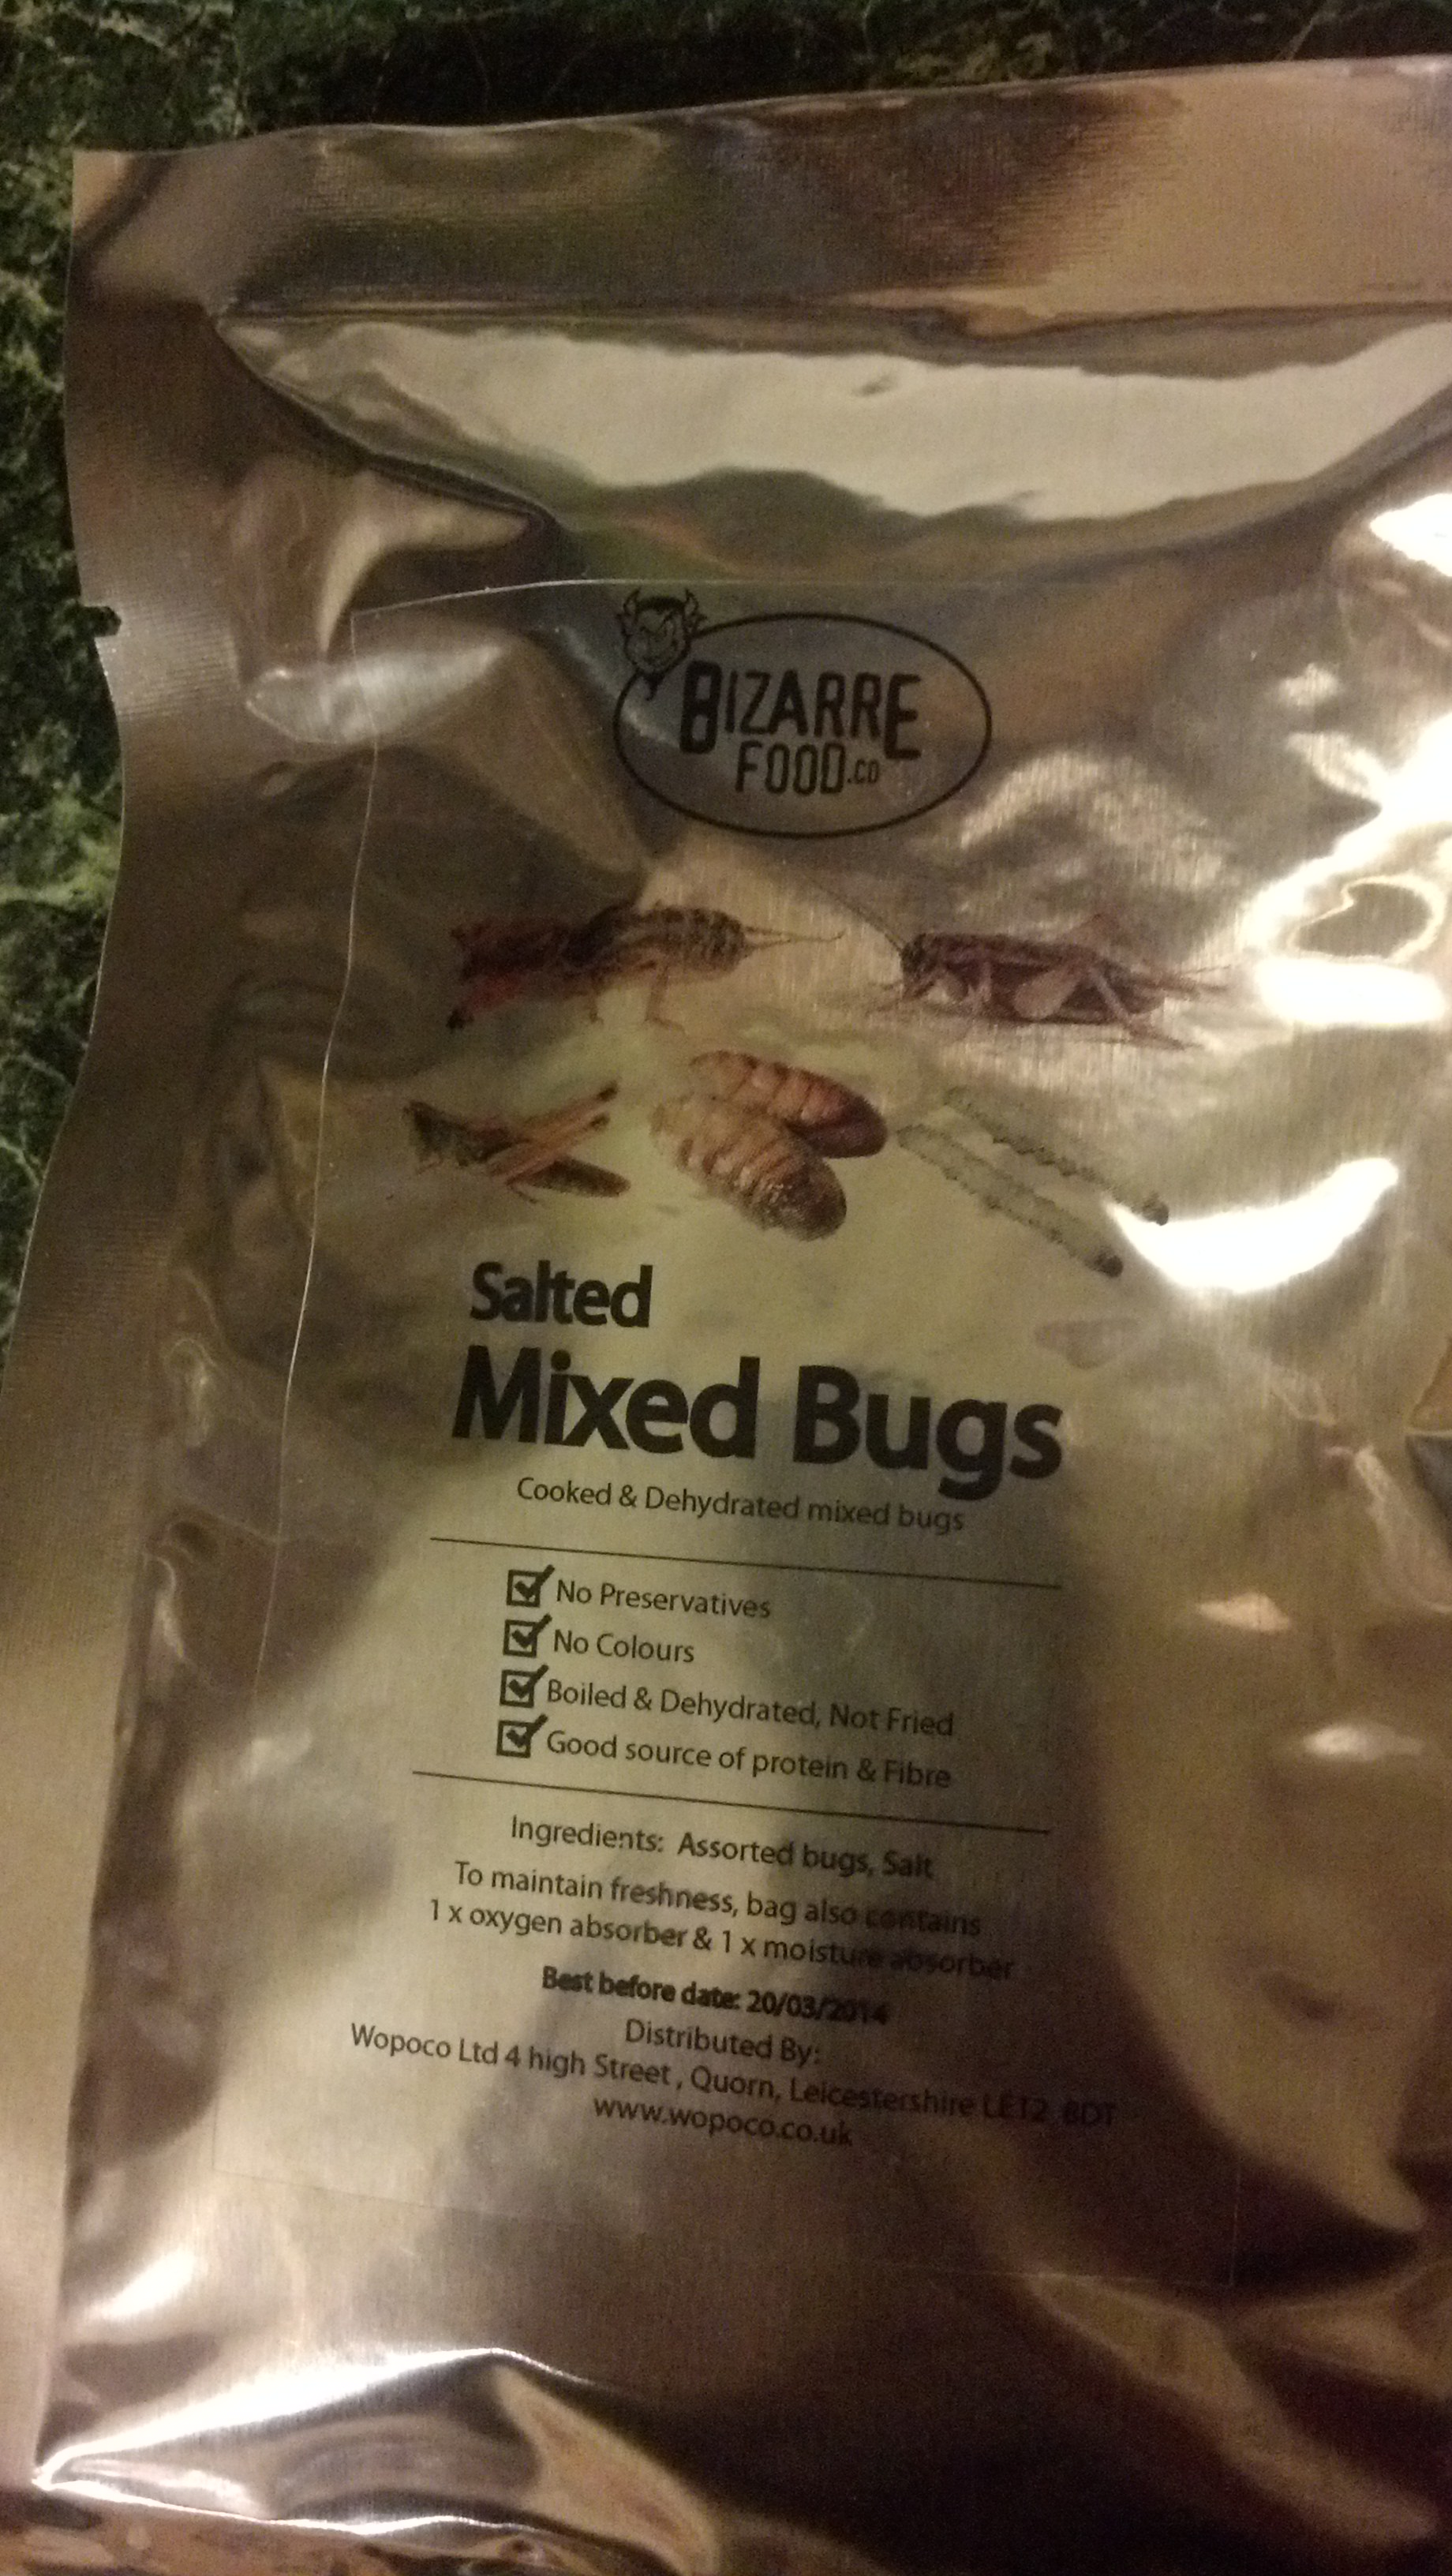 BIZARRE
FOOD.CO
Salted
Mixed Bugs
Cooked & Dehydrated mixed bugs
No Preservatives
No Colours
Boiled & Dehydrated, Not Fried
Good source of protein & Fibre
Ingredients: Assorted bugs, Salt
To maintain freshness, bag also contains
1 x oxygen absorber & 1 x moisture absorber
Best before date: 20/03/2014
Distributed By:
Wopoco Ltd 4 high Street , Quorn, Leicestershire LE12 8DT
www.wopoco.co.uk